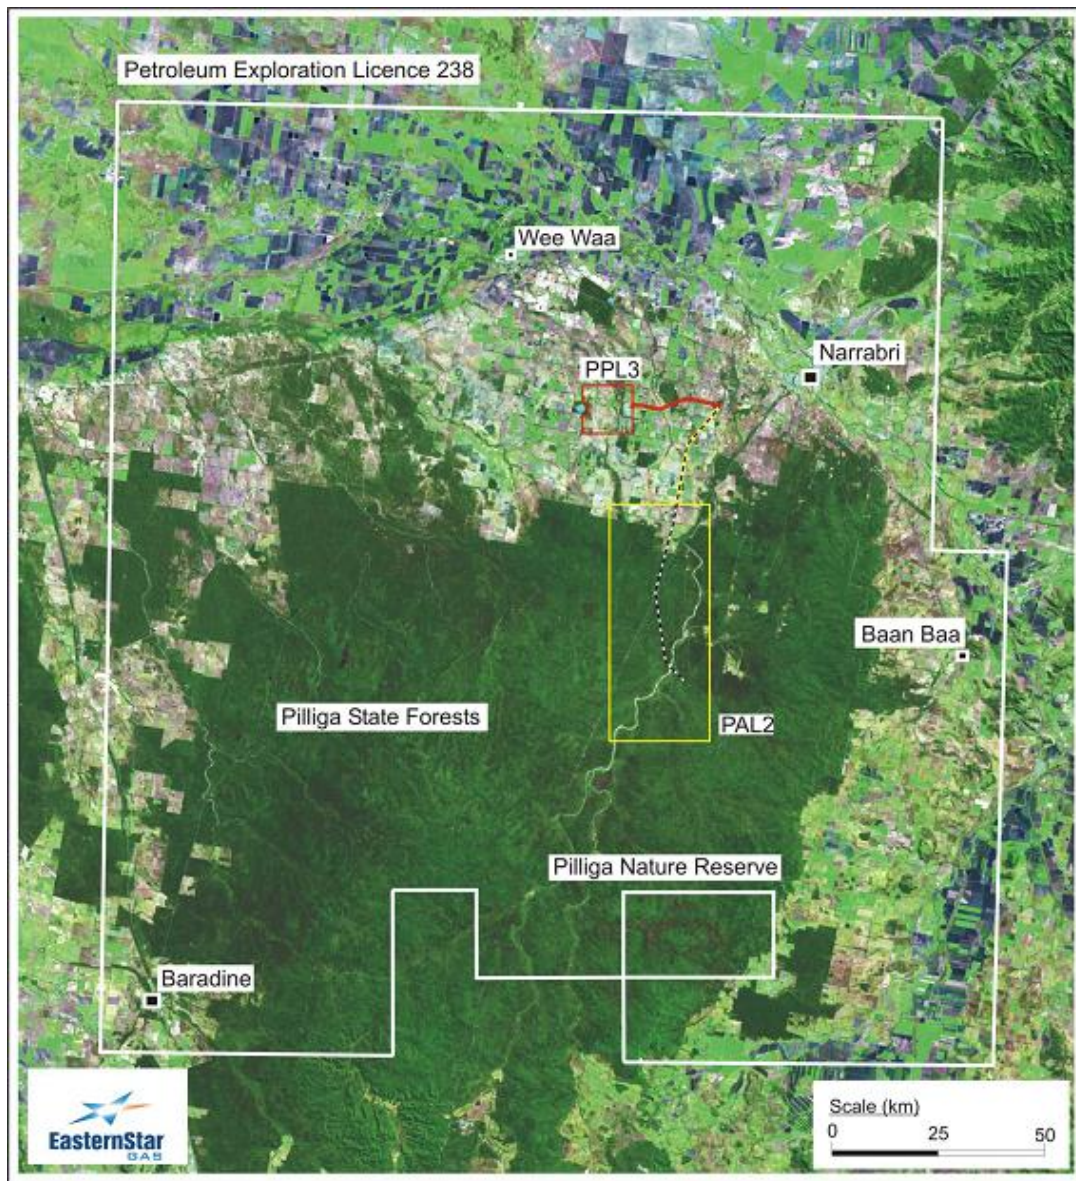 Petroleum Exploration Licence 238
Wee Waa
Narrabri
PPL3
Baan Baa
Pilliga State Forests
PAL2
Pilliga Nature Reserve
Baradine
EasternStar
GAS
Scale (km)
0 25 50